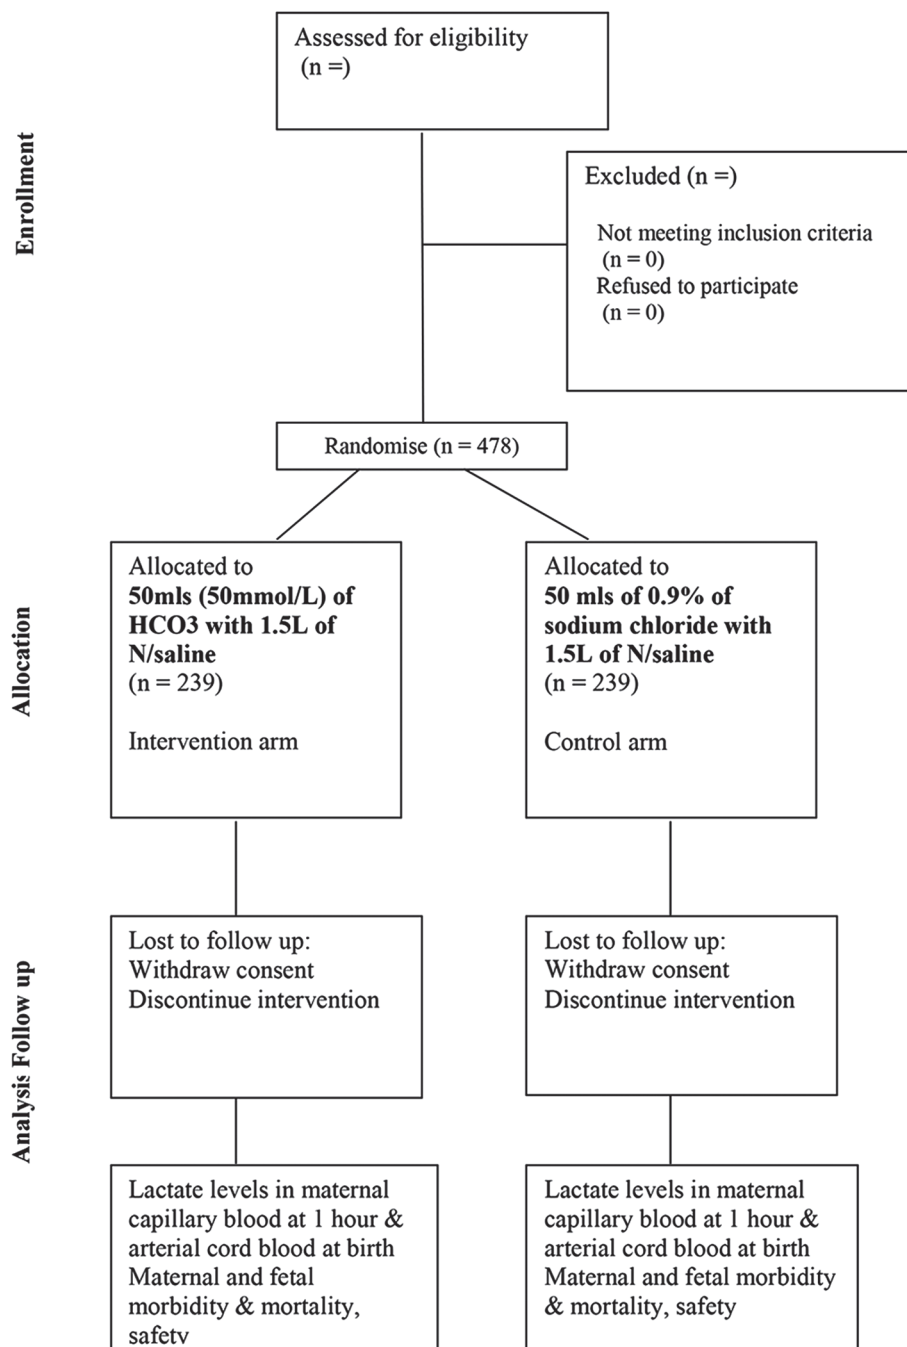 Enrollment
Assessed for eligibility
(n =)
Excluded (n =)
Not meeting inclusion criteria
(n = 0)
Refused to participate
(n = 0)
Randomise (n = 478)
Allocation
Allocated to
50mls (50mmol/L) of
HCO3 with 1.5L of
N/saline
(n = 239)
Intervention arm
Allocated to
50 mls of 0.9% of
sodium chloride with
1.5L of N/saline
(n = 239)
Control arm
Analysis Follow up
Lost to follow up:
Withdraw consent
Discontinue intervention
Lost to follow up:
Withdraw consent
Discontinue intervention
Lactate levels in maternal
capillary blood at 1 hour &
arterial cord blood at birth
Maternal and fetal
morbidity & mortality,
safety
Lactate levels in maternal
capillary blood at 1 hour &
arterial cord blood at birth
Maternal and fetal morbidity
& mortality, safety